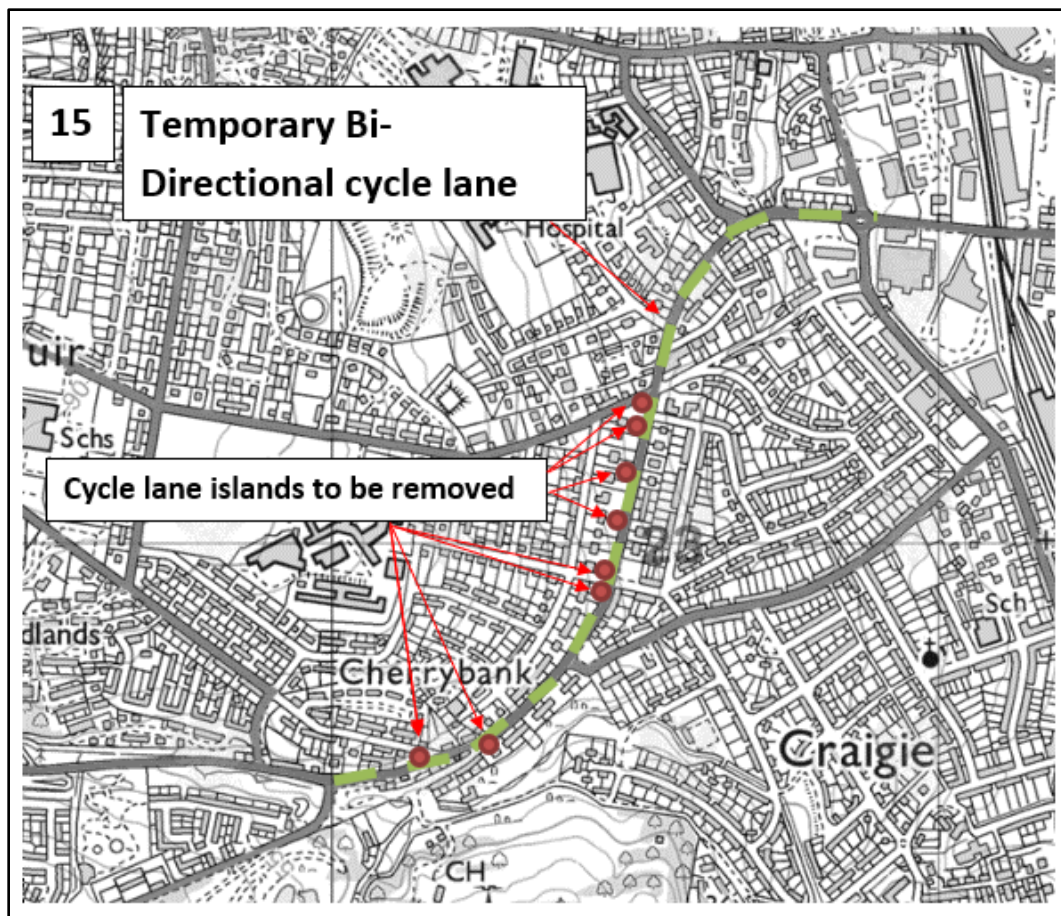 15
Temporary Bi-
Directional cycle lane
Hospital
uir
Schs
Cycle lane islands to be removed
23
Sch
dlands
Cherrybank
Craigie
CH